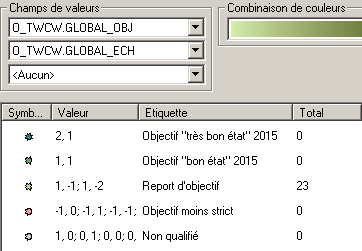 Champs de valeurs
Combinaison de couleurs
O_TWCW.GLOBAL_OBJ
O_TWCW.GLOBAL_ECH
<Aucun>
Symb... Valeur Etiquette Total
2, 1 Objectif "très bon état" 2015 0
1, 1 Objectif "bon état" 2015 0
1, -1; 1, -2 Report d'objectif 23
-1, 0; -1, 1; -1, -1; Objectif moins strict 0
1, 0; 0, 1; 0, 0; 0, Non qualifié 0